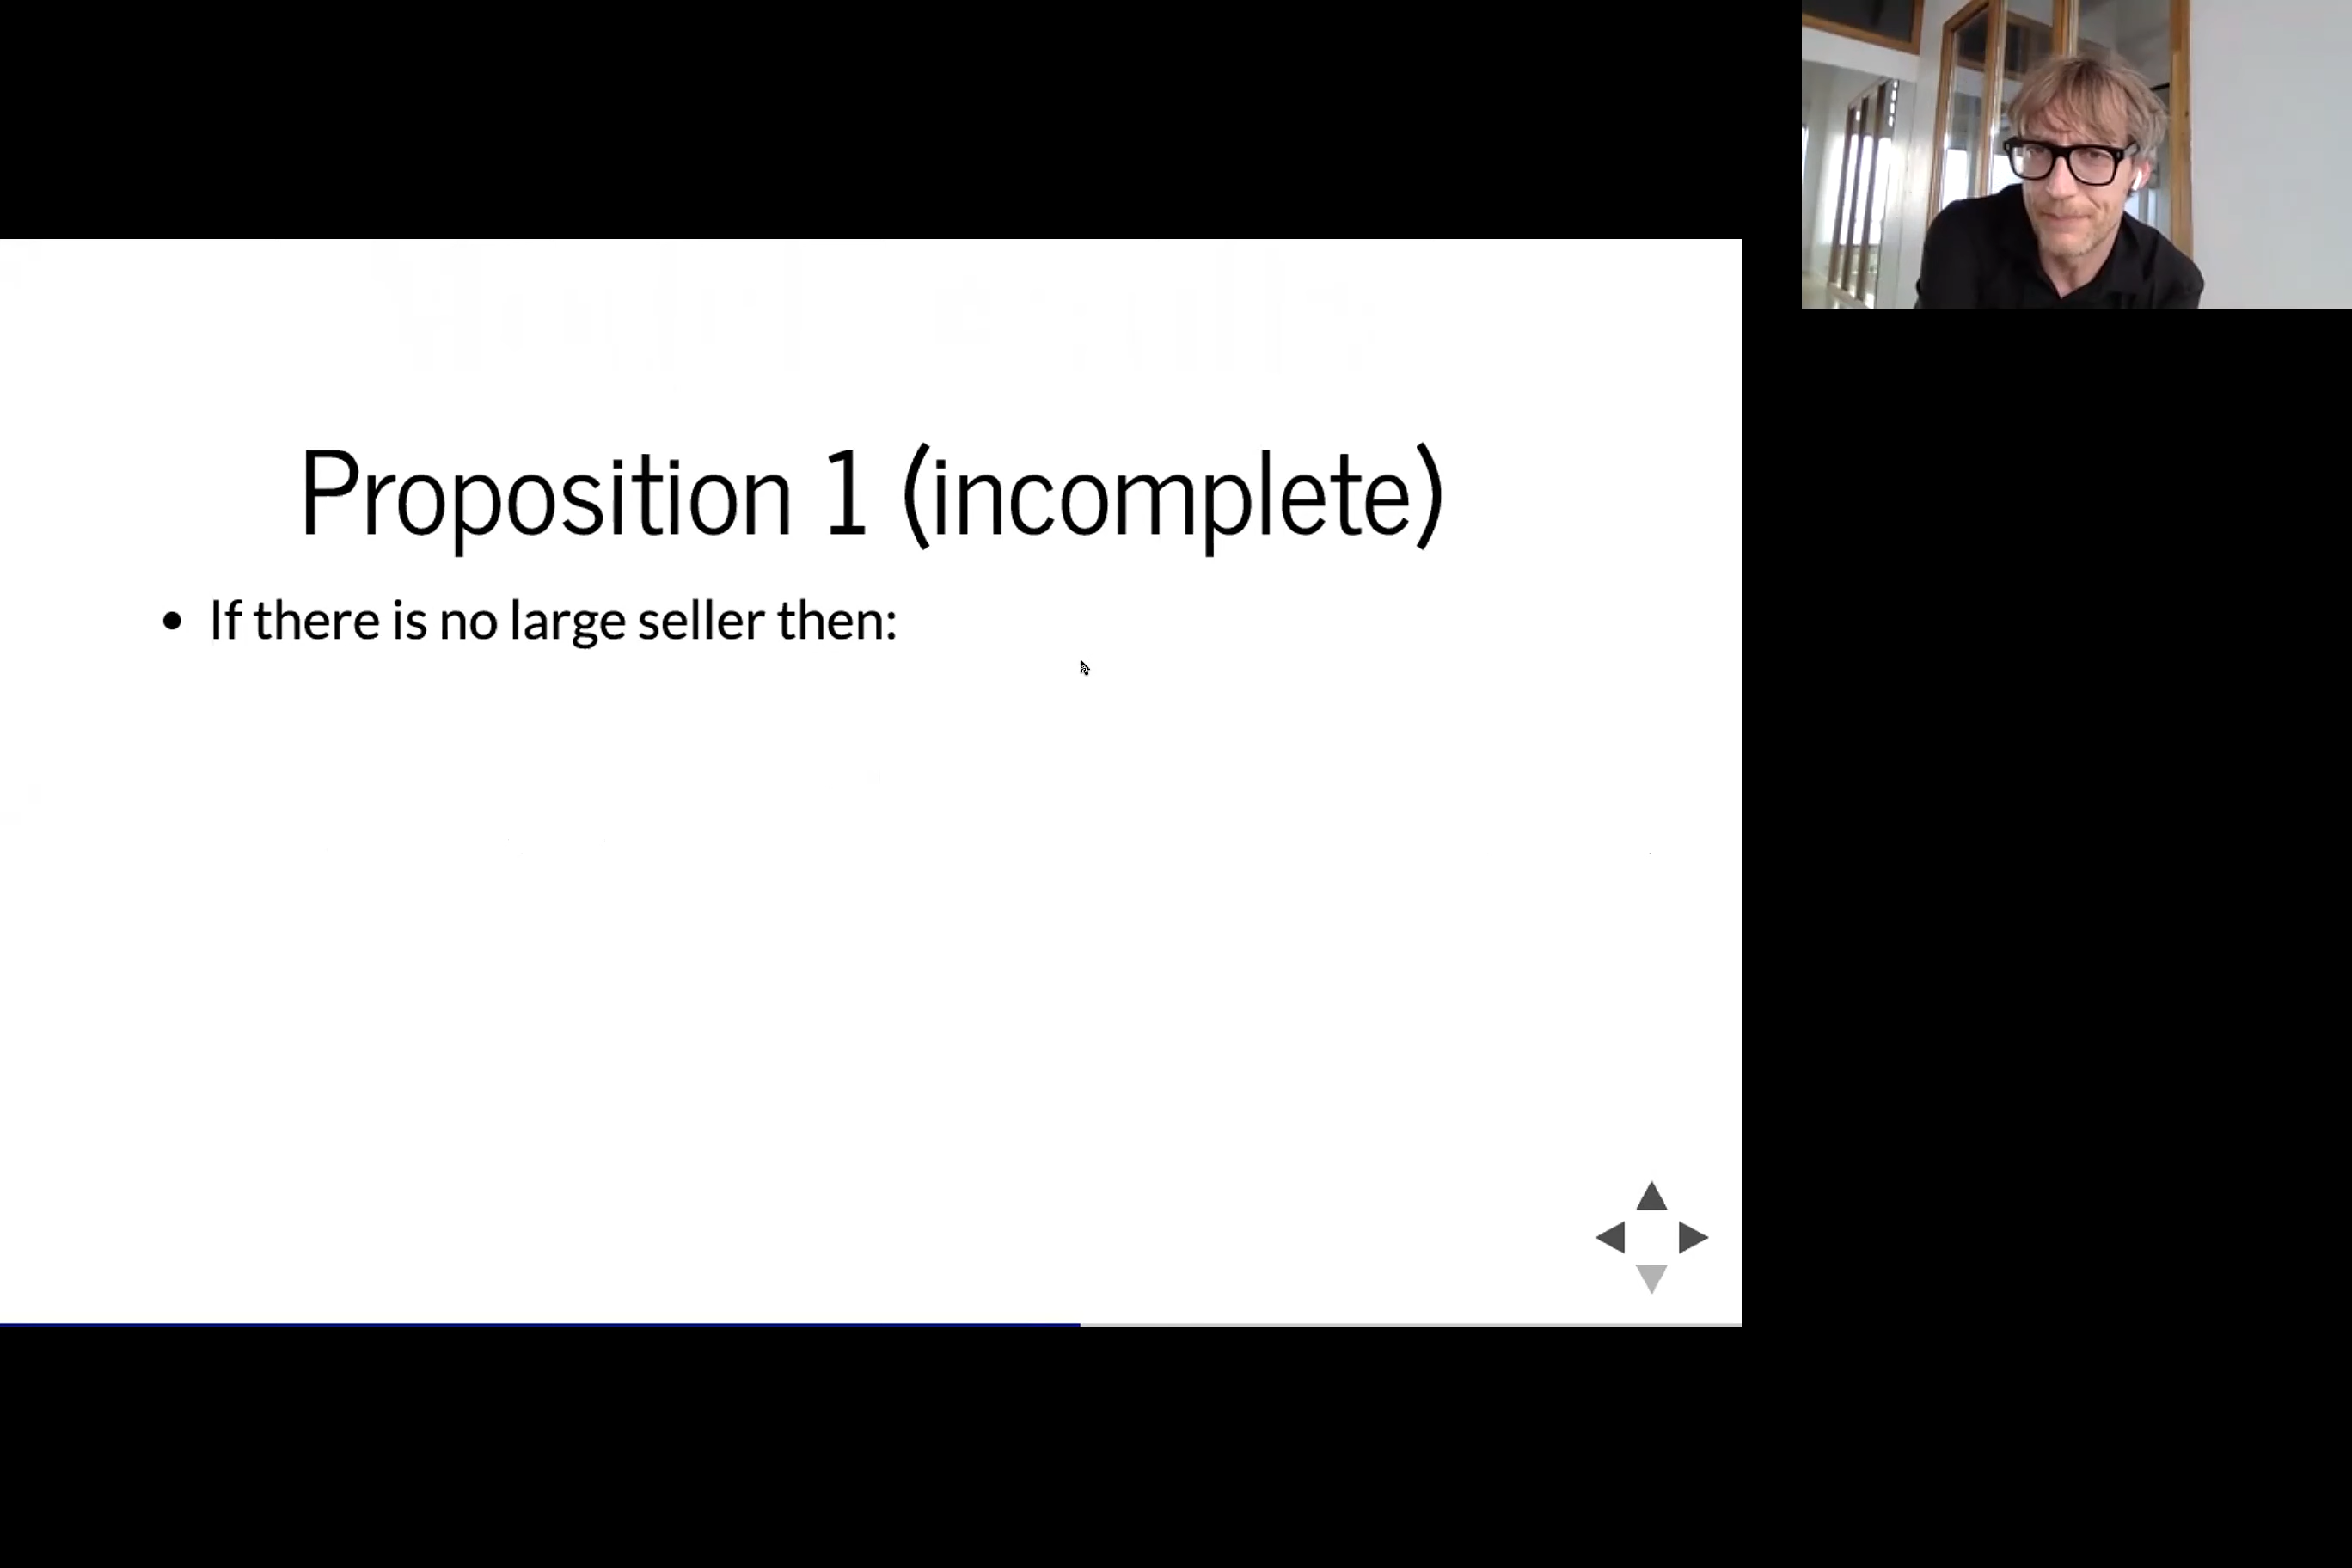 Proposition 1 (incomplete)
• If there is no large seller then: